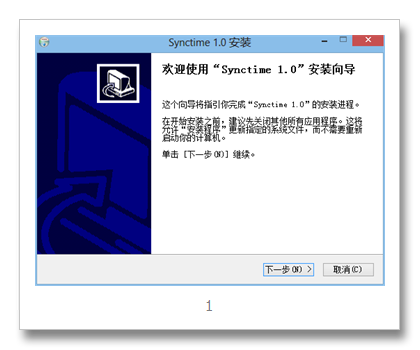 Synctime 1.0 安装
欢迎使用“Synctime 1.0”安装向导
这个向导将指引你完成“Synctime 1.0”的安装进程。
在开始安装之前，建议先关闭其他所有应用程序。这将
允许“安装程序”更新指定的系统文件，而不需要重新
启动你的计算机。
单击 [下一步(N)] 继续。
下一步(N) >
取消(C)
1